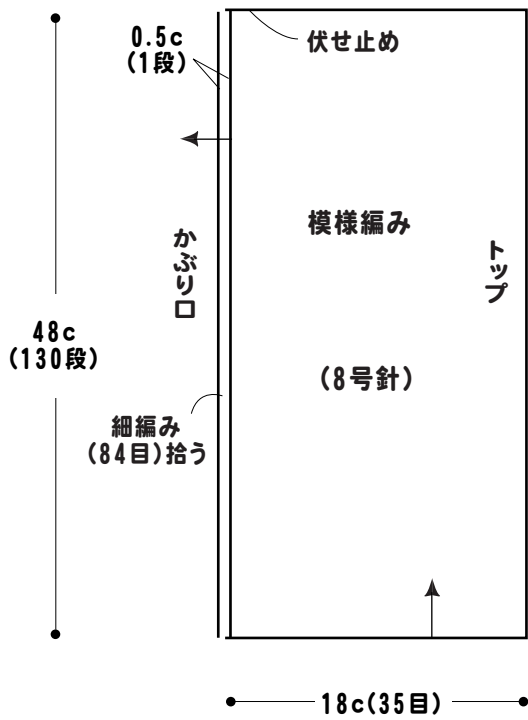 0.5c
(1段)
伏せ止め
模様編み
かぶり口
トップ
48c
(130段)
(8号針)
細編み
(84目)拾う
18c(35目)